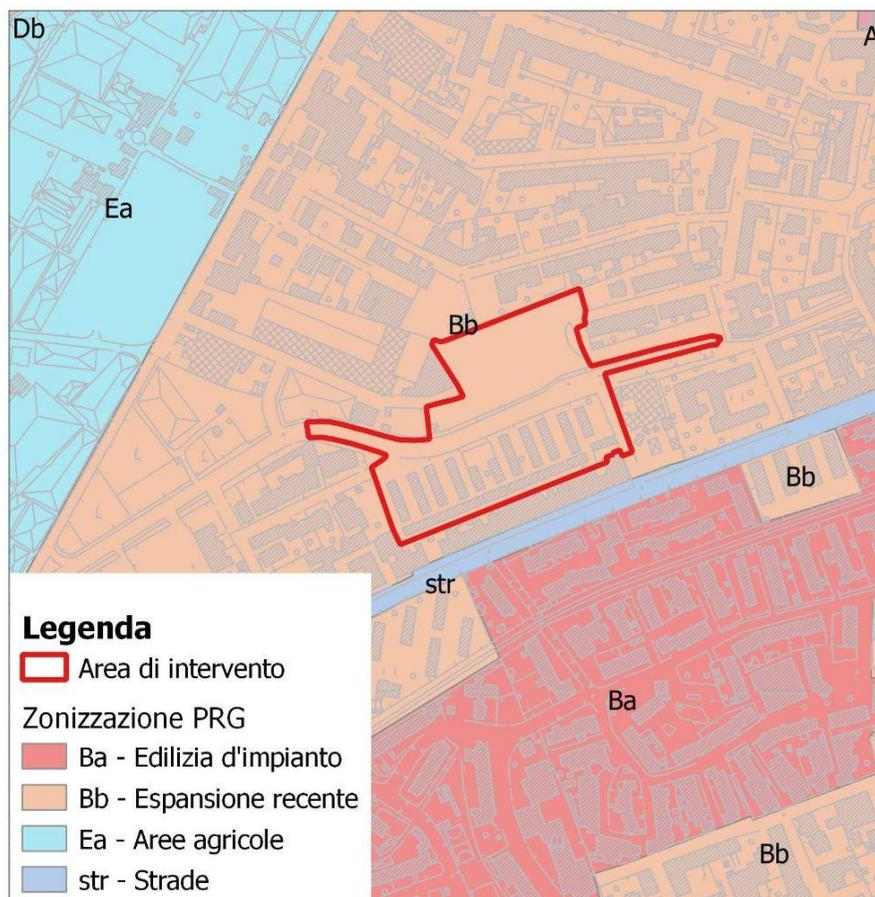 Db
A
Ea
Bb
Bb
str
Ba
Bb
Legenda
Area di intervento
Zonizzazione PRG
Ba - Edilizia d'impianto
Bb - Espansione recente
Ea - Aree agricole
str - Strade